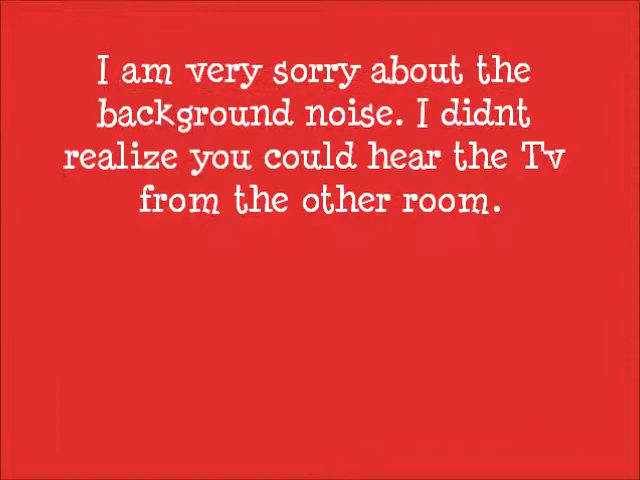 I am very sorry about the
background noise. I didnt
realize you could hear the Tv
from the other room.